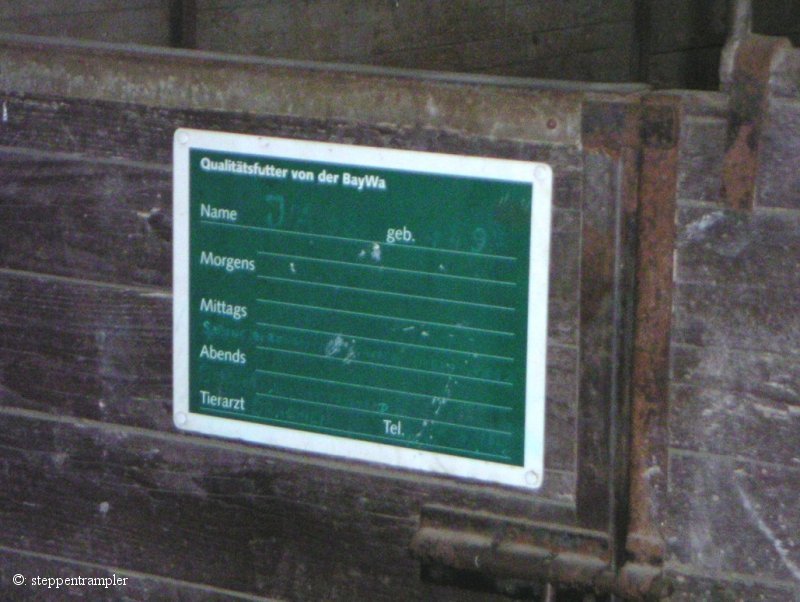 Qualitätsfutter von der BayWa
Name
geb.
Morgens
Mittags
Abends
Tierarzt
Tel.
© steppentrampler